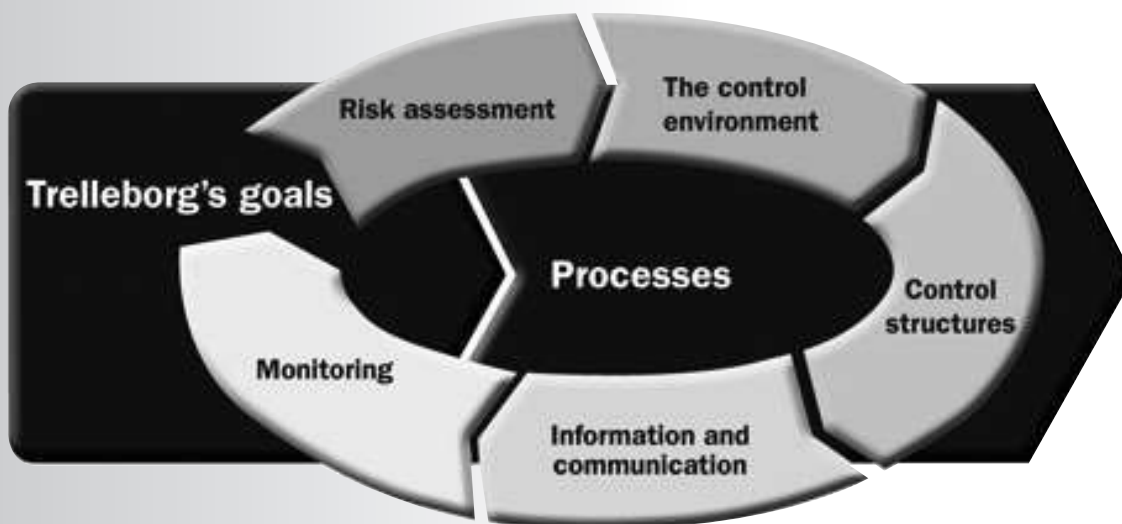 Risk assessment
The control
environment
Trelleborg's goals
Processes
Control
structures
Monitoring
Information and
communication